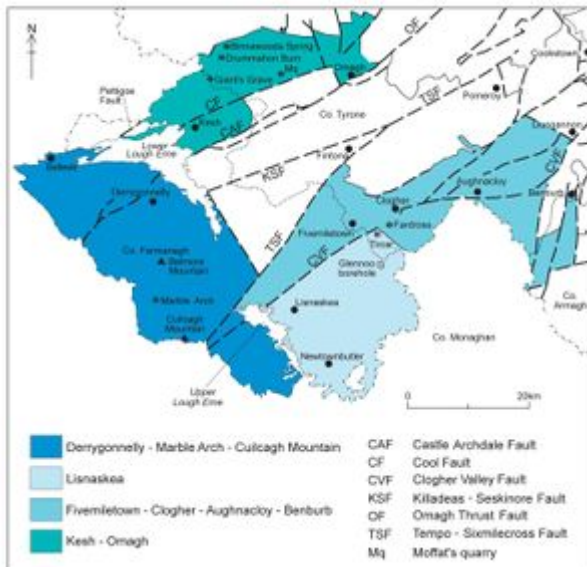 N
Binnawooda Spring
Drummahon Burn
Mq
Giant's Grave
OF
Cookstown
Omagh
Pettigoe
Fault
CF
Kesh
CAF
Co. Tyrone
TSF
Pomeroy
Lower
Lough Erne
Dungannon
Belleek
KSF
Fintona
CVF
Derrygonnelly
Aughnacloy
Benburb
Clogher
Fivemiletown
Fardross
TSF
Co. Fermanagh
Belmore
Mountain
CVF
Glennoo
borehole
Co.
Armagh
Marble Arch
Lisnaskea
Cuilcagh
Mountain
Co. Monaghan
Newtownbutler
Upper
Lough Erne
0
20km
Derrygonnelly - Marble Arch - Cuilcagh Mountain
Lisnaskea
Fivemiletown - Clogher - Aughnacloy - Benburb
Kesh - Omagh
CAF Castle Archdale Fault
CF Cool Fault
CVF Clogher Valley Fault
KSF Killadeas - Seskinore Fault
OF Omagh Thrust Fault
TSF Tempo - Sixmilecross Fault
Mq Moffat's quarry